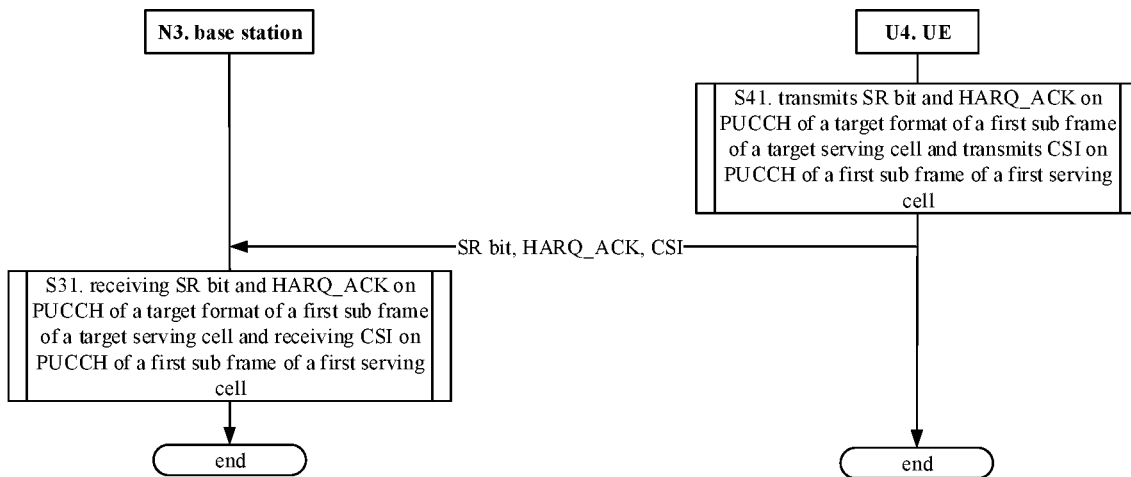 N3. base station
U4. UE
S41. transmits SR bit and HARQ_ACK on
PUCCH of a target format of a first sub frame
of a target serving cell and transmits CSI on
PUCCH of a first sub frame of a first serving
cell
SR bit, HARQ_ACK, CSI
S31. receiving SR bit and HARQ_ACK on
PUCCH of a target format of a first sub frame
of a target serving cell and receiving CSI on
PUCCH of a first sub frame of a first serving
cell
end
end